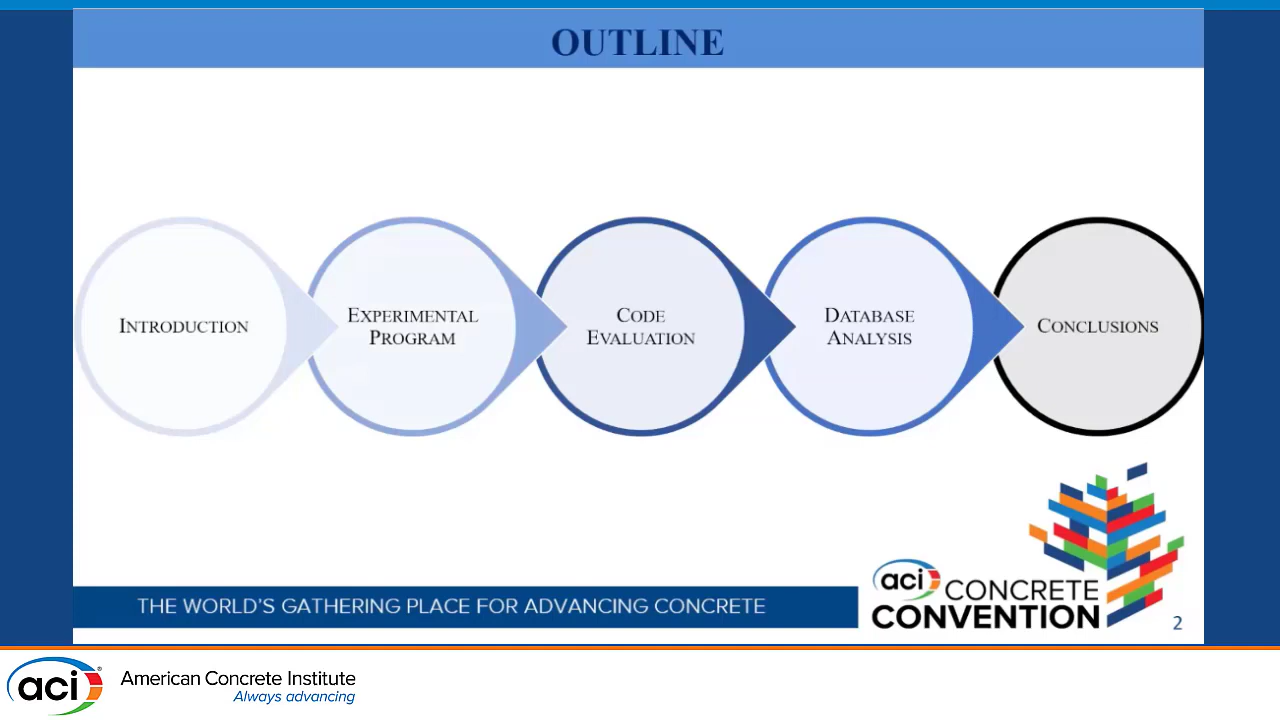 OUTLINE
INTRODUCTION
EXPERIMENTAL
PROGRAM
CODE
EVALUATION
DATABASE
ANALYSIS
CONCLUSIONS
THE WORLD'S GATHERING PLACE FOR ADVANCING CONCRETE
aci CONCRETE
CONVENTION
2
aci®
American Concrete Institute
Always advancing